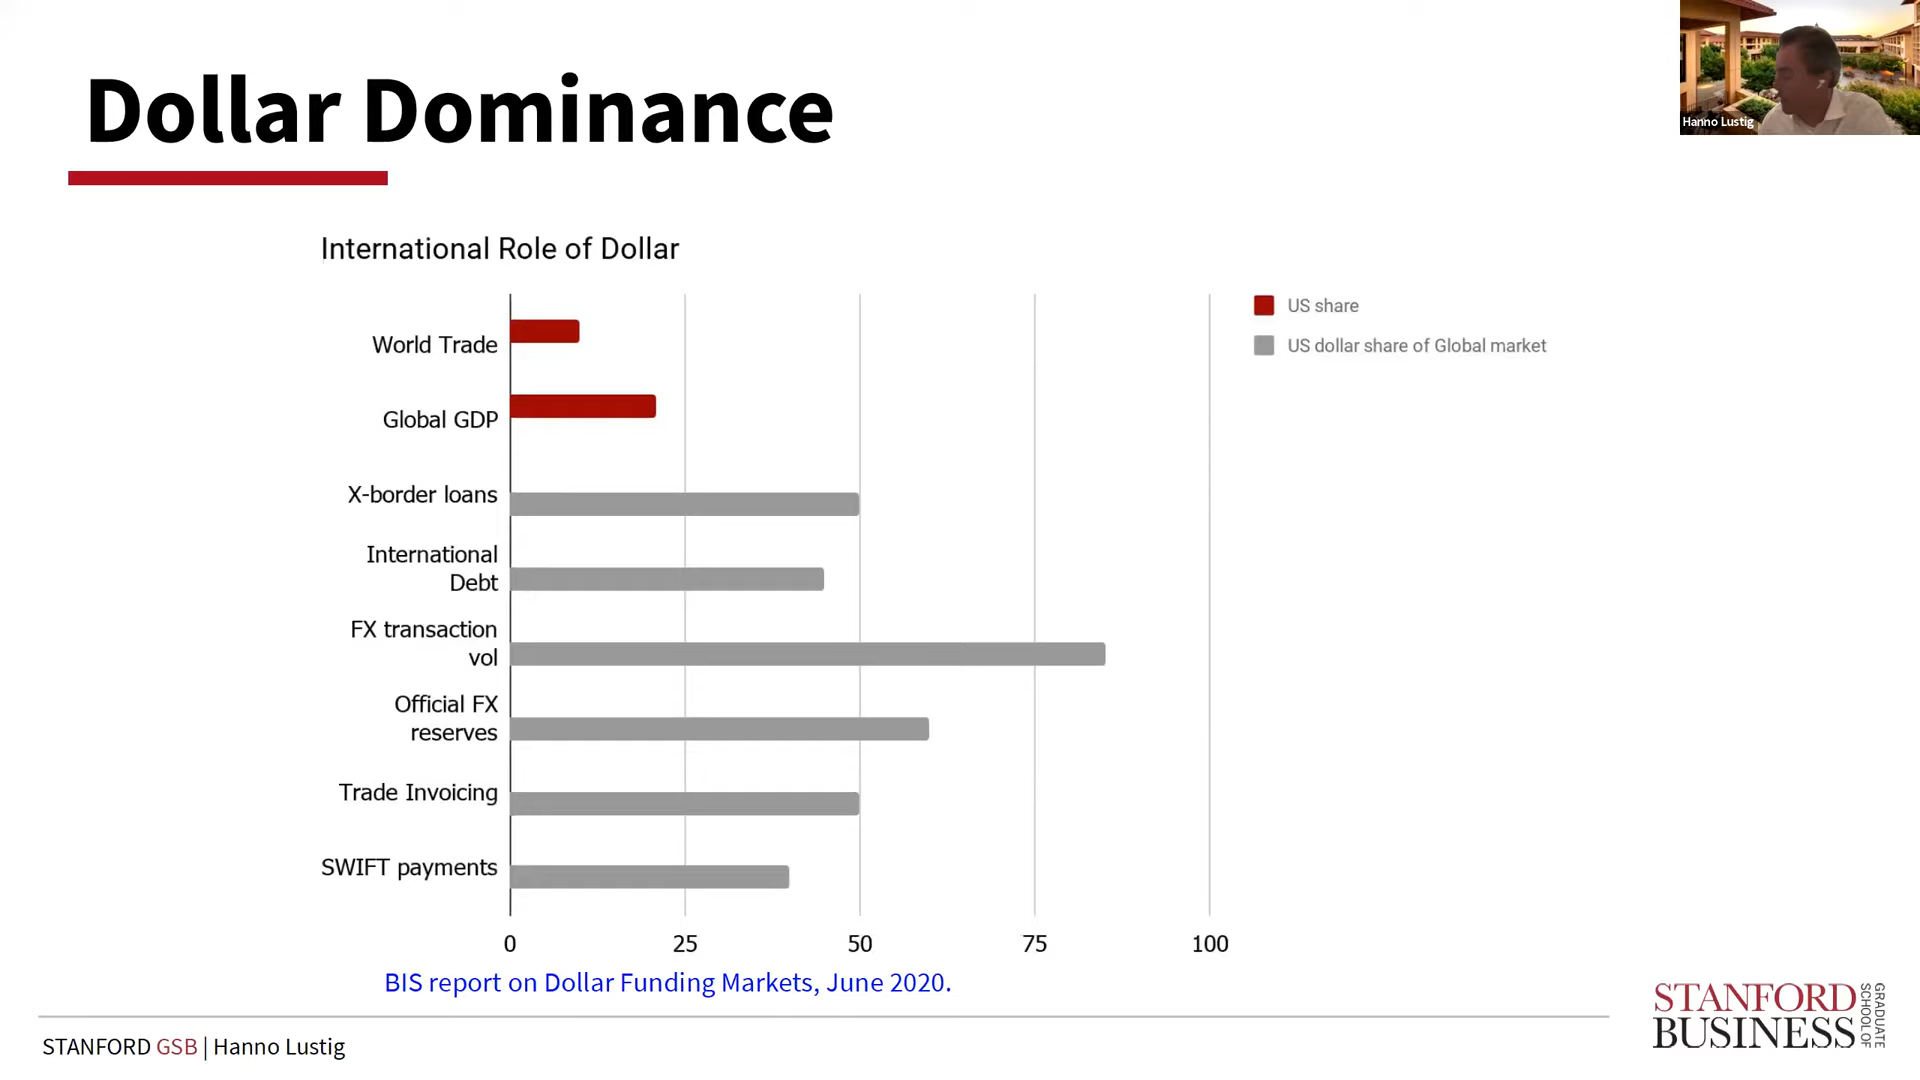 Dollar Dominance
Hanno Lustig
International Role of Dollar
US share
US dollar share of Global market
World Trade
Global GDP
X-border loans
International
Debt
FX transaction
vol
Official FX
reserves
Trade Invoicing
SWIFT payments
0 25 50 75 100
BIS report on Dollar Funding Markets, June 2020.
STANFORD GSB | Hanno Lustig
STANFORD
BUSINESS
GRADUATE
SCHOOL OF